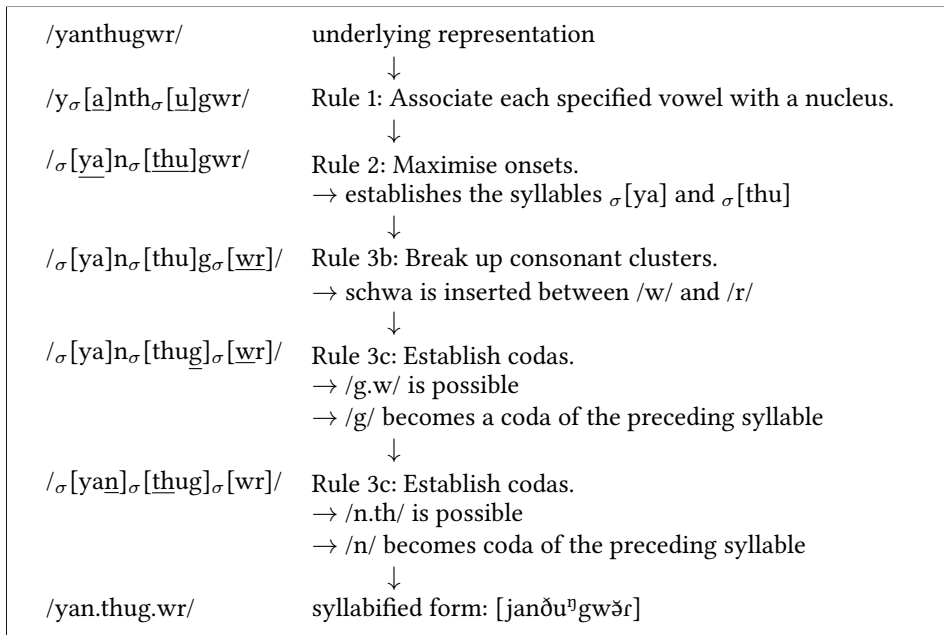 /yanthugwr/ underlying representation
↓
/yσ[a]nthσ[u]gwr/ Rule 1: Associate each specified vowel with a nucleus.
↓
/σ[ya]nσ[thu]gwr/ Rule 2: Maximise onsets.
→ establishes the syllables σ[ya] and σ[thu]
↓
/σ[ya]nσ[thu]gσ[wr]/ Rule 3b: Break up consonant clusters.
→ schwa is inserted between /w/ and /r/
↓
/σ[ya]nσ[thug]σ[wr]/ Rule 3c: Establish codas.
→ /g.w/ is possible
→ /g/ becomes a coda of the preceding syllable
↓
/σ[yan]σ[thug]σ[wr]/ Rule 3c: Establish codas.
→ /n.th/ is possible
→ /n/ becomes coda of the preceding syllable
↓
/yan.thug.wr/ syllabified form: [janðuᵑgwə̆ɾ]